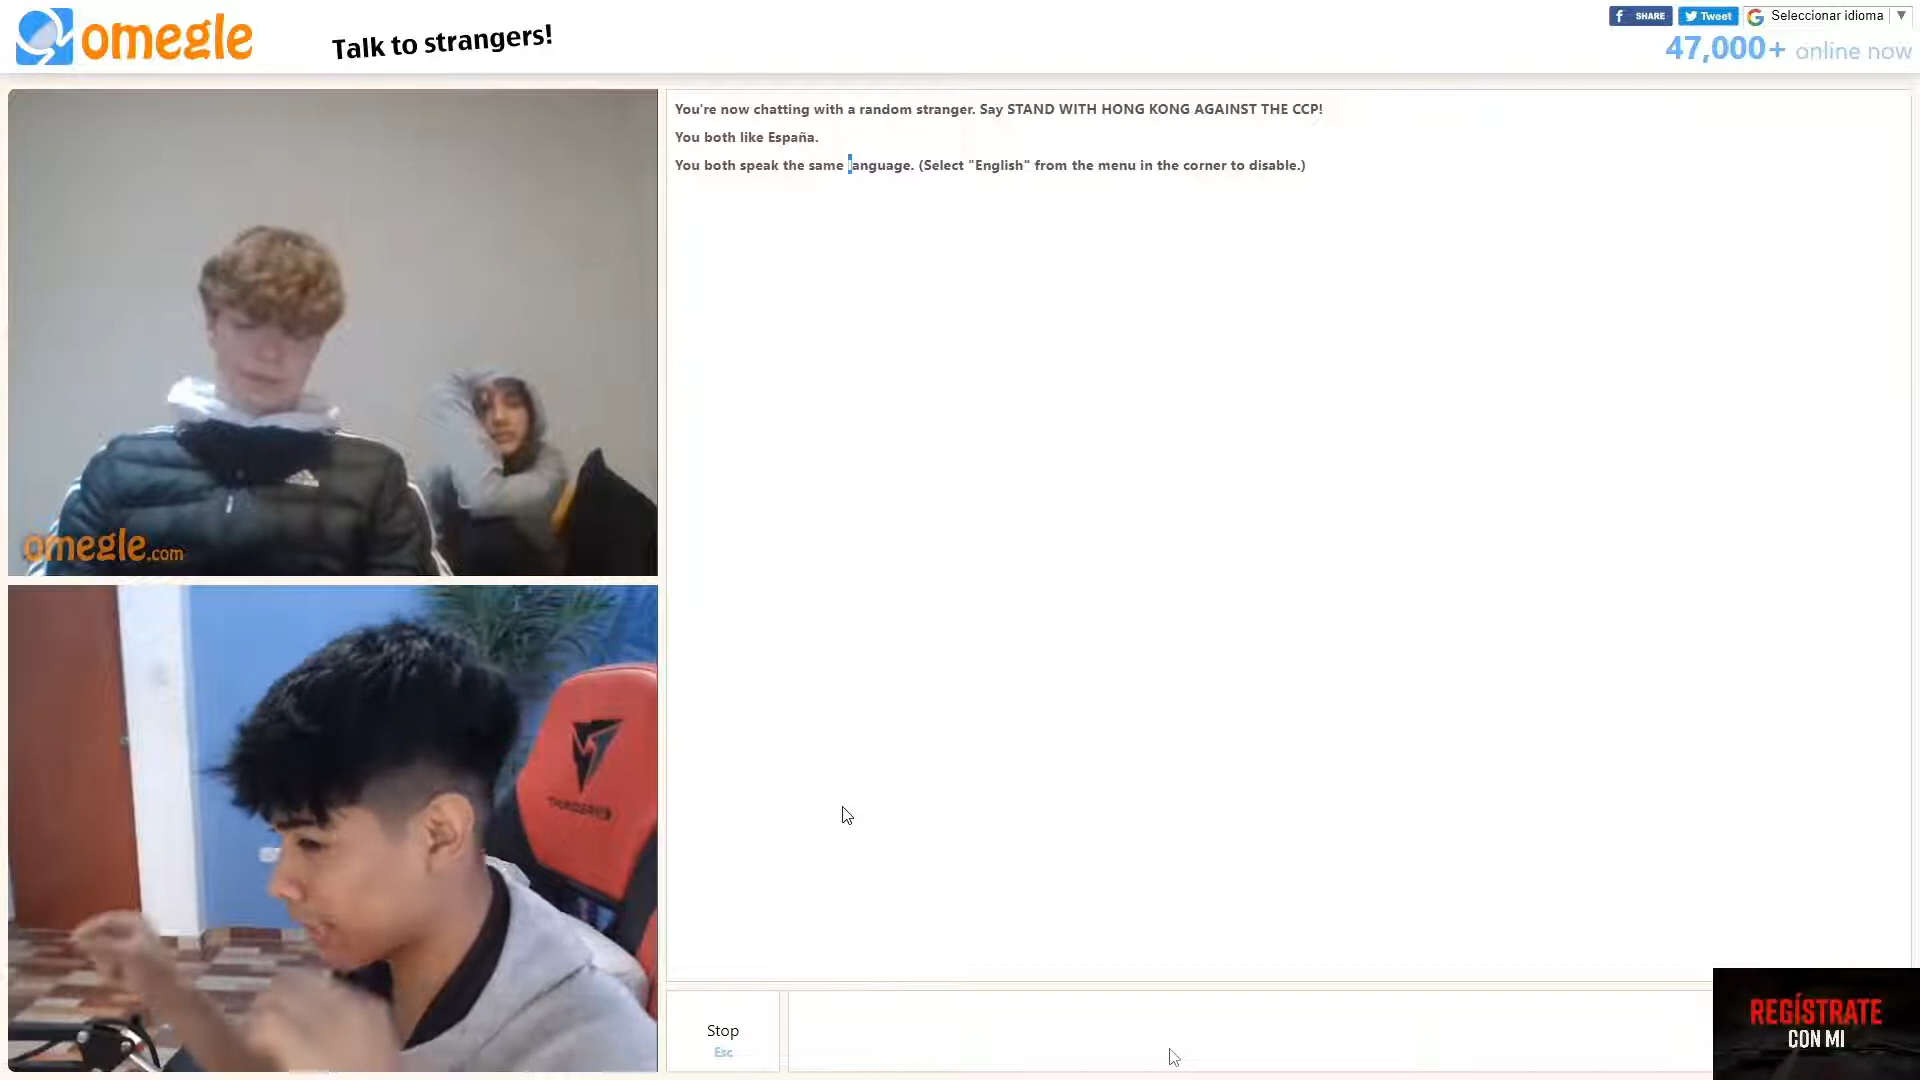 omegle
Talk to strangers!
SHARE
Tweet
Seleccionar idioma
47,000+ online now
You're now chatting with a random stranger. Say STAND WITH HONG KONG AGAINST THE CCP!
You both like España.
You both speak the same language. (Select "English" from the menu in the corner to disable.)
omegle.com
Stop
Esc
REGÍSTRATE
CON MI